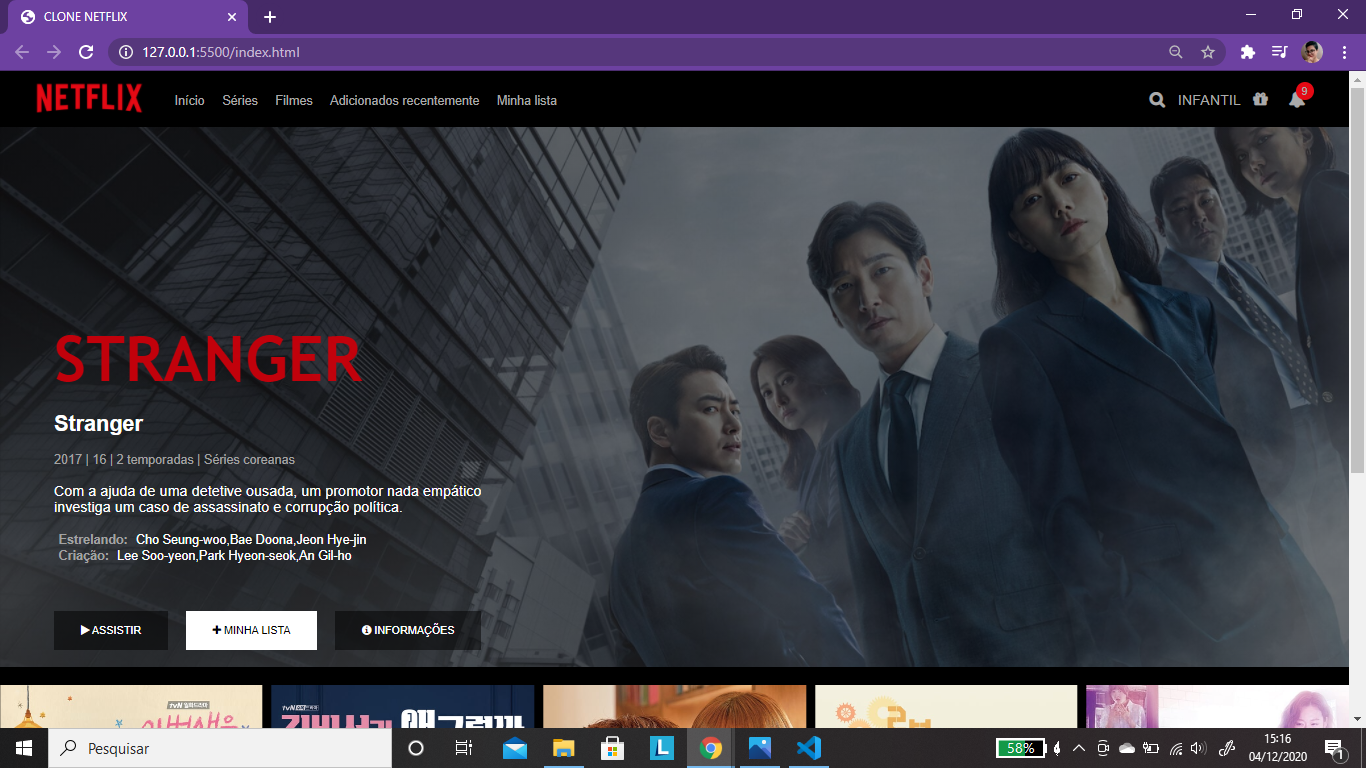 CLONE NETFLIX
127.0.0.1:5500/index.html
NETFLIX
Início
Séries
Filmes
Adicionados recentemente
Minha lista
INFANTIL
9
STRANGER
Stranger
2017 | 16 | 2 temporadas | Séries coreanas
Com a ajuda de uma detetive ousada, um promotor nada empático
investiga um caso de assassinato e corrupção política.
Estrelando: Cho Seung-woo,Bae Doona,Jeon Hye-jin
Criação: Lee Soo-yeon,Park Hyeon-seok,An Gil-ho
ASSISTIR
MINHA LISTA
INFORMAÇÕES
tvN
tvN
Pesquisar
L
58%
15:16
04/12/2020
1